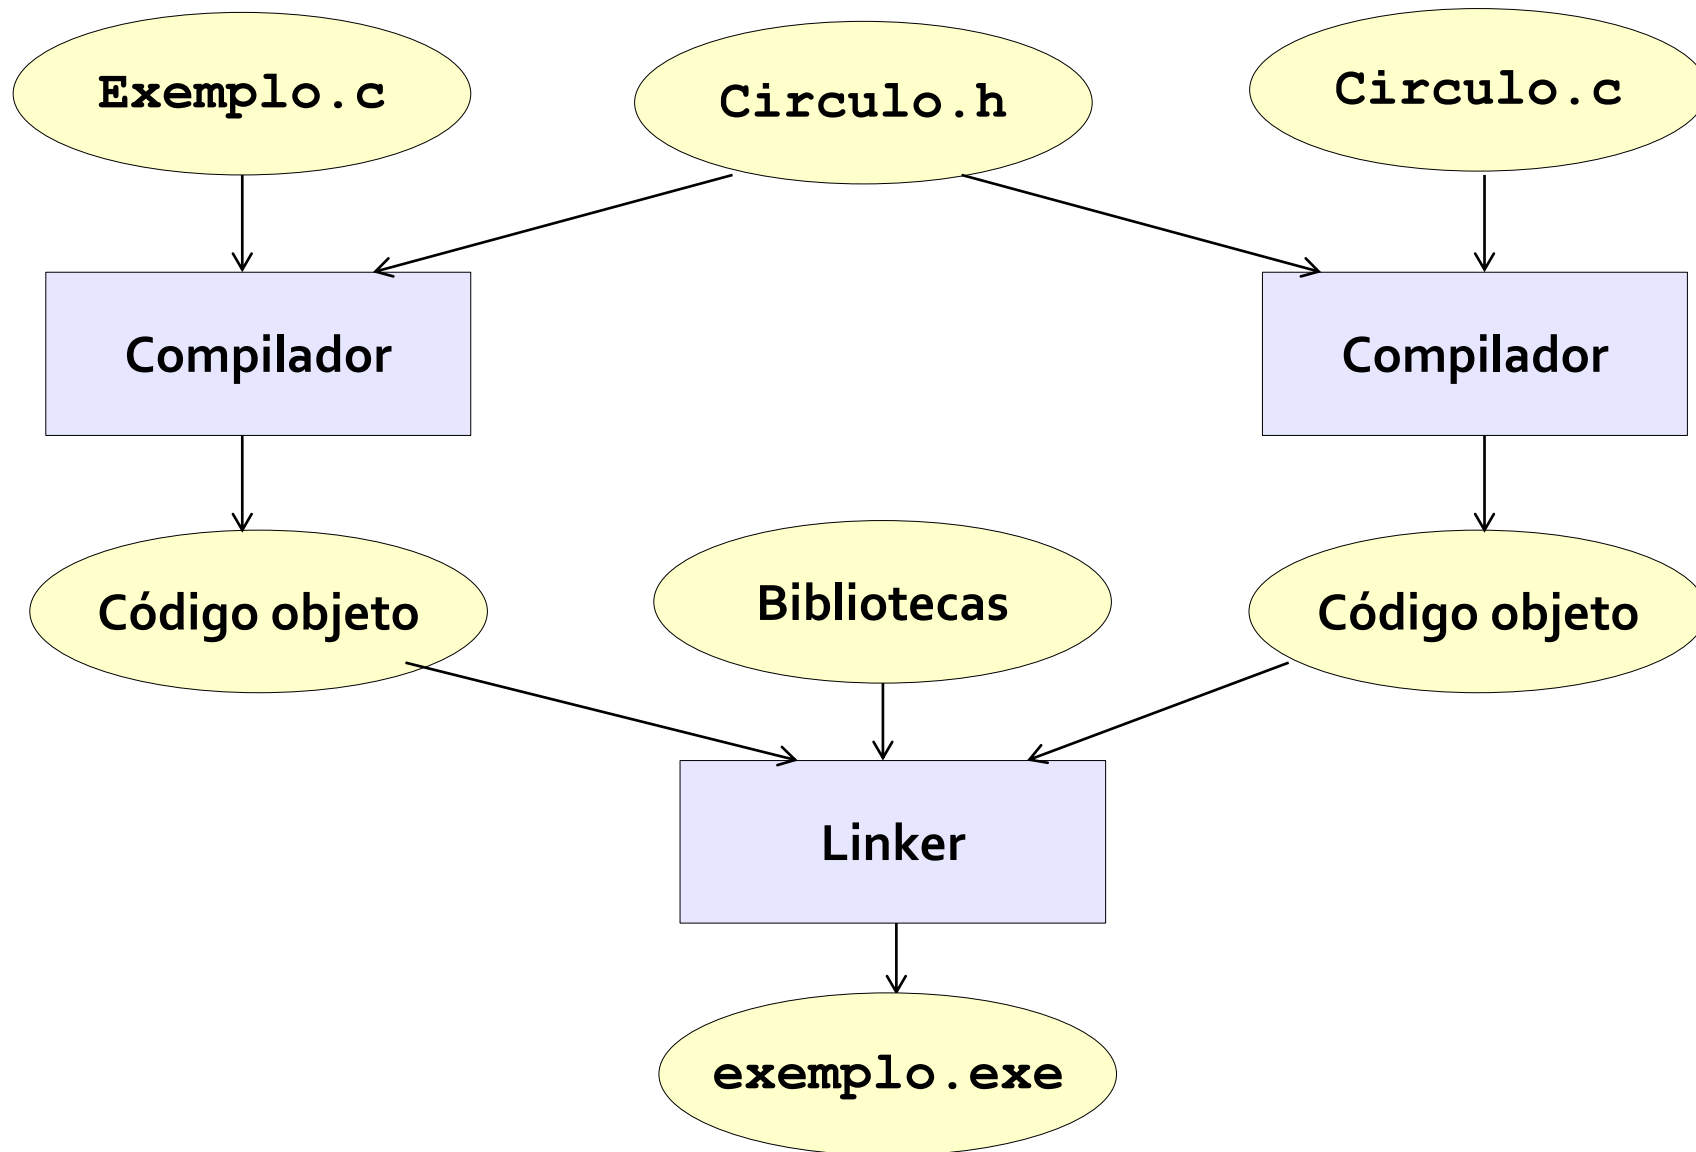 Exemplo.c
Circulo.h
Circulo.c
Compilador
Compilador
Código objeto
Bibliotecas
Código objeto
Linker
exemplo.exe